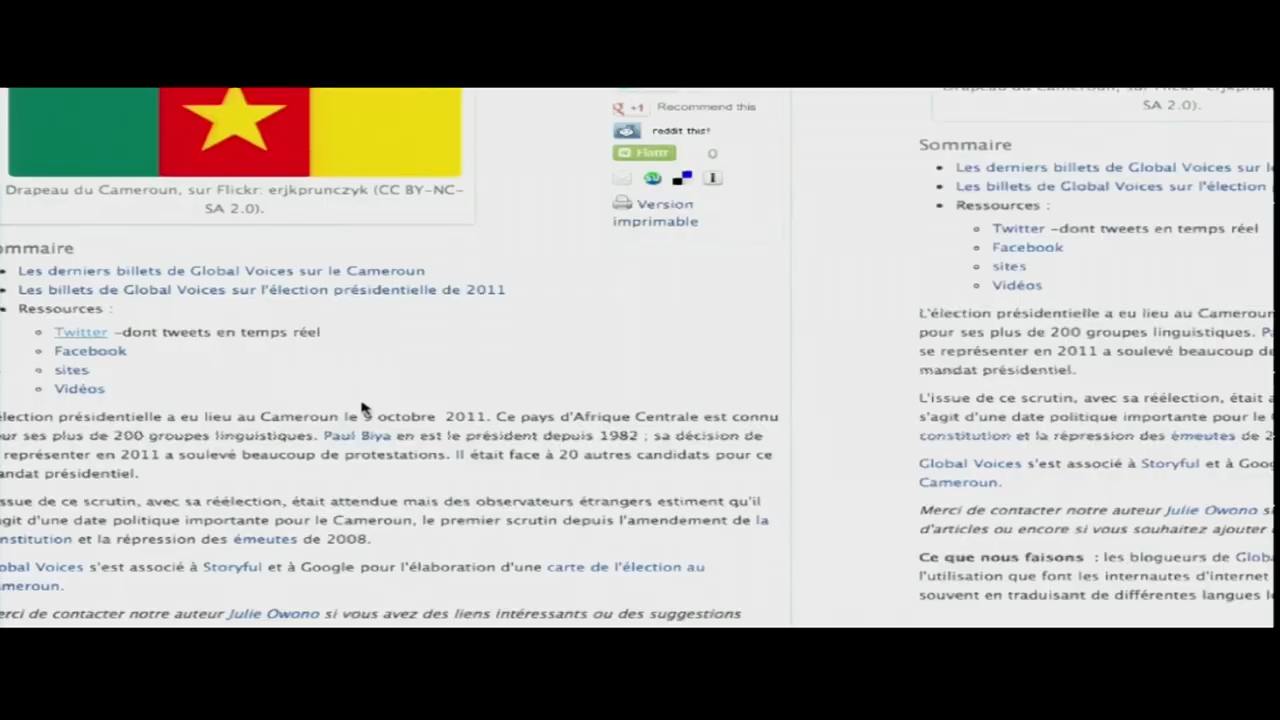 Drapeau du Cameroun, sur Flickr: erjkprunczyk (CC BY-NC-
SA 2.0).
ommaire
Les derniers billets de Global Voices sur le Cameroun
Les billets de Global Voices sur l'élection présidentielle de 2011
Ressources :
Twitter -dont tweets en temps réel
Facebook
sites
Vidéos
élection présidentielle a eu lieu au Cameroun le 9 octobre 2011. Ce pays d'Afrique Centrale est connu
ur ses plus de 200 groupes linguistiques. Paul Biya en est le président depuis 1982 ; sa décision de
représenter en 2011 a soulevé beaucoup de protestations. Il était face à 20 autres candidats pour ce
andat présidentiel.
ssue de ce scrutin, avec sa réélection, était attendue mais des observateurs étrangers estiment qu'il
agit d'une date politique importante pour le Cameroun, le premier scrutin depuis l'amendement de la
nstitution et la répression des émeutes de 2008.
obal Voices s'est associé à Storyful et à Google pour l'élaboration d'une carte de l'élection au
meroun.
erci de contacter notre auteur Julie Owono si vous avez des liens intéressants ou des suggestions
+1 Recommend this
reddit this!
Flattr 0
Version
imprimable
Drapeau du Cameroun, sur Flickr: erjkprun
SA 2.0).
Sommaire
Les derniers billets de Global Voices sur l
Les billets de Global Voices sur l'élection
Ressources :
Twitter -dont tweets en temps réel
Facebook
sites
Vidéos
L'élection présidentielle a eu lieu au Cameroun
pour ses plus de 200 groupes linguistiques. P
se représenter en 2011 a soulevé beaucoup d
mandat présidentiel.
L'issue de ce scrutin, avec sa réélection, était a
s'agit d'une date politique importante pour le
constitution et la répression des émeutes de 2
Global Voices s'est associé à Storyful et à Goog
Cameroun.
Merci de contacter notre auteur Julie Owono si
d'articles ou encore si vous souhaitez ajouter
Ce que nous faisons : les blogueurs de Globa
l'utilisation que font les internautes d'internet
souvent en traduisant de différentes langues l